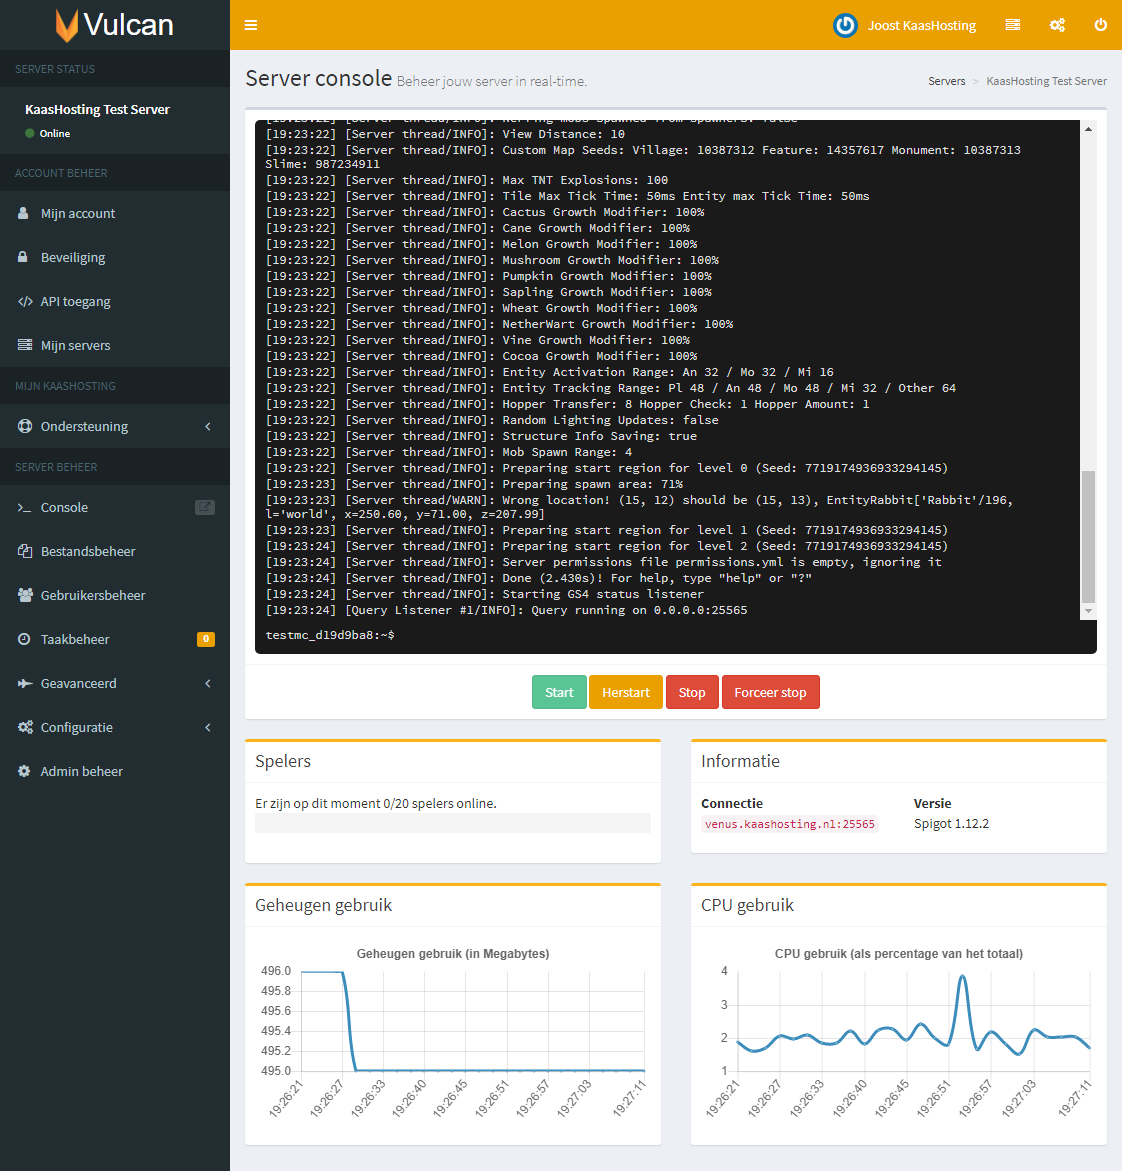 Vulcan
Joost KaasHosting
SERVER STATUS
KaasHosting Test Server
Online
ACCOUNT BEHEER
Mijn account
Beveiliging
API toegang
Mijn servers
MIJN KAASHOSTING
Ondersteuning
SERVER BEHEER
Console
Bestandsbeheer
Gebruikersbeheer
Taakbeheer 0
Geavanceerd
Configuratie
Admin beheer
Server console Beheer jouw server in real-time.
Servers > KaasHosting Test Server
[19:23:22] [Server thread/INFO]: Nerfing mobs spawned from spawners: false
[19:23:22] [Server thread/INFO]: View Distance: 10
[19:23:22] [Server thread/INFO]: Custom Map Seeds: Village: 10387312 Feature: 14357617 Monument: 10387313
Slime: 987234911
[19:23:22] [Server thread/INFO]: Max TNT Explosions: 100
[19:23:22] [Server thread/INFO]: Tile Max Tick Time: 50ms Entity max Tick Time: 50ms
[19:23:22] [Server thread/INFO]: Cactus Growth Modifier: 100%
[19:23:22] [Server thread/INFO]: Cane Growth Modifier: 100%
[19:23:22] [Server thread/INFO]: Melon Growth Modifier: 100%
[19:23:22] [Server thread/INFO]: Mushroom Growth Modifier: 100%
[19:23:22] [Server thread/INFO]: Pumpkin Growth Modifier: 100%
[19:23:22] [Server thread/INFO]: Sapling Growth Modifier: 100%
[19:23:22] [Server thread/INFO]: Wheat Growth Modifier: 100%
[19:23:22] [Server thread/INFO]: NetherWart Growth Modifier: 100%
[19:23:22] [Server thread/INFO]: Vine Growth Modifier: 100%
[19:23:22] [Server thread/INFO]: Cocoa Growth Modifier: 100%
[19:23:22] [Server thread/INFO]: Entity Activation Range: An 32 / Mo 32 / Mi 16
[19:23:22] [Server thread/INFO]: Entity Tracking Range: Pl 48 / An 48 / Mo 48 / Mi 32 / Other 64
[19:23:22] [Server thread/INFO]: Hopper Transfer: 8 Hopper Check: 1 Hopper Amount: 1
[19:23:22] [Server thread/INFO]: Random Lighting Updates: false
[19:23:22] [Server thread/INFO]: Structure Info Saving: true
[19:23:22] [Server thread/INFO]: Mob Spawn Range: 4
[19:23:22] [Server thread/INFO]: Preparing start region for level 0 (Seed: 7719174936933294145)
[19:23:23] [Server thread/INFO]: Preparing spawn area: 71%
[19:23:23] [Server thread/WARN]: Wrong location! (15, 12) should be (15, 13), EntityRabbit['Rabbit'/196,
l='world', x=250.60, y=71.00, z=207.99]
[19:23:23] [Server thread/INFO]: Preparing start region for level 1 (Seed: 7719174936933294145)
[19:23:24] [Server thread/INFO]: Preparing start region for level 2 (Seed: 7719174936933294145)
[19:23:24] [Server thread/INFO]: Server permissions file permissions.yml is empty, ignoring it
[19:23:24] [Server thread/INFO]: Done (2.430s)! For help, type "help" or "?"
[19:23:24] [Server thread/INFO]: Starting GS4 status listener
[19:23:24] [Query Listener #1/INFO]: Query running on 0.0.0.0:25565
testmc_d19d9ba8:~$
Start Herstart Stop Forceer stop
Spelers
Er zijn op dit moment 0/20 spelers online.
Informatie
Connectie
venus.kaashosting.nl:25565
Versie
Spigot 1.12.2
Geheugen gebruik
Geheugen gebruik (in Megabytes)
496.0
495.8
495.6
495.4
495.2
495.0
19:26:21 19:26:27 19:26:33 19:26:40 19:26:45 19:26:51 19:26:57 19:27:03 19:27:11
CPU gebruik
CPU gebruik (als percentage van het totaal)
4
3
2
1
19:26:21 19:26:27 19:26:33 19:26:40 19:26:45 19:26:51 19:26:57 19:27:03 19:27:11